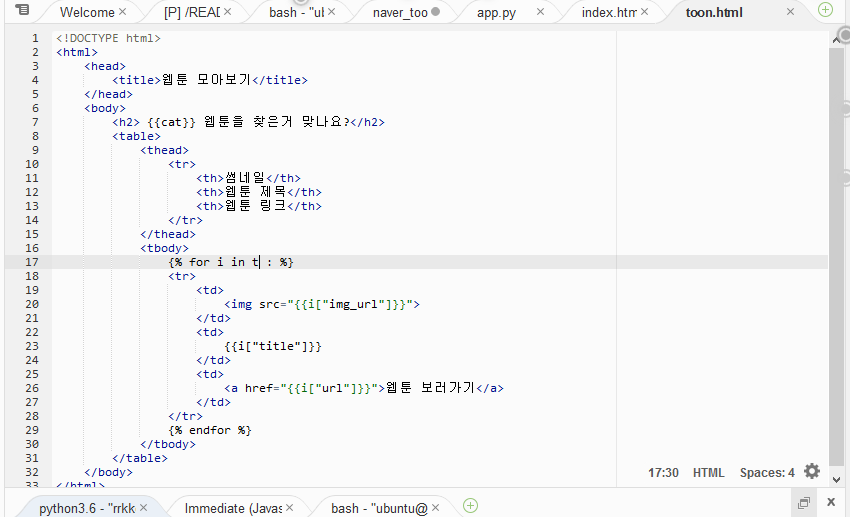 Welcome
[P] /READ
bash - "ub
naver_too
app.py
index.htm
toon.html
1 <!DOCTYPE html>
2 <html>
3 <head>
4 <title>웹툰 모아보기</title>
5 </head>
6 <body>
7 <h2> {{cat}} 웹툰을 찾은거 맞나요?</h2>
8 <table>
9 <thead>
10 <tr>
11 <th>썸네일</th>
12 <th>웹툰 제목</th>
13 <th>웹툰 링크</th>
14 </tr>
15 </thead>
16 <tbody>
17 {% for i in t : %}
18 <tr>
19 <td>
20 <img src="{{i["img_url"]}}">
21 </td>
22 <td>
23 {{i["title"]}}
24 </td>
25 <td>
26 <a href="{{i["url"]}}">웹툰 보러가기</a>
27 </td>
28 </tr>
29 {% endfor %}
30 </tbody>
31 </table>
32 </body>
33 </html>
17:30 HTML Spaces: 4
python3.6 - "rrkk
Immediate (Javas
bash - "ubuntu@